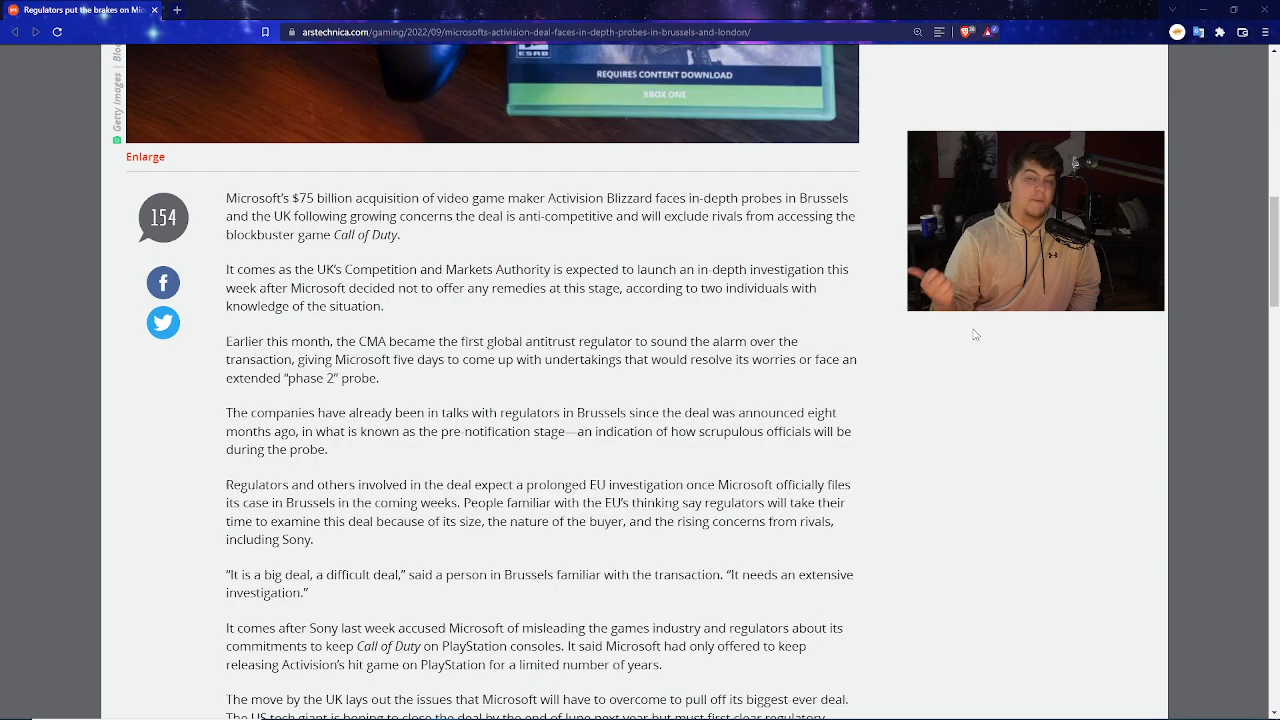 Regulators put the brakes on Mic
arstechnica.com/gaming/2022/09/microsofts-activision-deal-faces-in-depth-probes-in-brussels-and-london/
Getty Images
ESRB
REQUIRES CONTENT DOWNLOAD
XBOX ONE
Enlarge
154
Microsoft's $75 billion acquisition of video game maker Activision Blizzard faces in-depth probes in Brussels
and the UK following growing concerns the deal is anti-competitive and will exclude rivals from accessing the
blockbuster game Call of Duty.
It comes as the UK's Competition and Markets Authority is expected to launch an in-depth investigation this
week after Microsoft decided not to offer any remedies at this stage, according to two individuals with
knowledge of the situation.
Earlier this month, the CMA became the first global antitrust regulator to sound the alarm over the
transaction, giving Microsoft five days to come up with undertakings that would resolve its worries or face an
extended “phase 2” probe.
The companies have already been in talks with regulators in Brussels since the deal was announced eight
months ago, in what is known as the pre-notification stage—an indication of how scrupulous officials will be
during the probe.
Regulators and others involved in the deal expect a prolonged EU investigation once Microsoft officially files
its case in Brussels in the coming weeks. People familiar with the EU's thinking say regulators will take their
time to examine this deal because of its size, the nature of the buyer, and the rising concerns from rivals,
including Sony.
“It is a big deal, a difficult deal,” said a person in Brussels familiar with the transaction. “It needs an extensive
investigation.”
It comes after Sony last week accused Microsoft of misleading the games industry and regulators about its
commitments to keep Call of Duty on PlayStation consoles. It said Microsoft had only offered to keep
releasing Activision's hit game on PlayStation for a limited number of years.
The move by the UK lays out the issues that Microsoft will have to overcome to pull off its biggest ever deal.
The US tech giant is hoping to close the deal by the end of June next year but must first clear regulatory